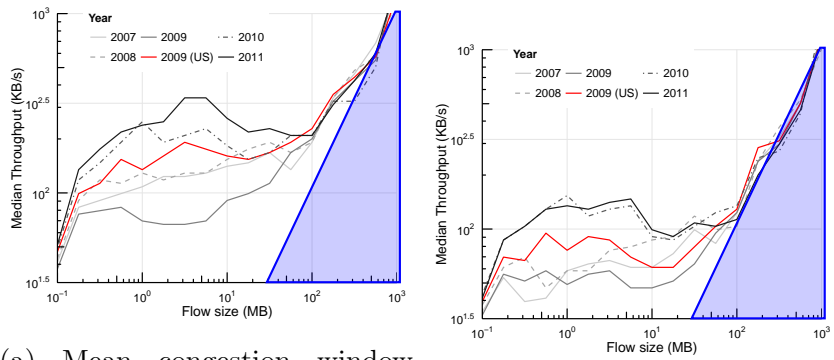 Year
2007 2009 2010
2008 2009 (US) 2011
Median Throughput (KB/s)
10^3
10^2.5
10^2
10^1.5
10^−1 10^0 10^1 10^2 10^3
Flow size (MB)
Year
2007 2009 2010
2008 2009 (US) 2011
Median Throughput (KB/s)
10^3
10^2.5
10^2
10^1.5
10^−1 10^0 10^1 10^2 10^3
Flow size (MB)
(a) Mean congestion window